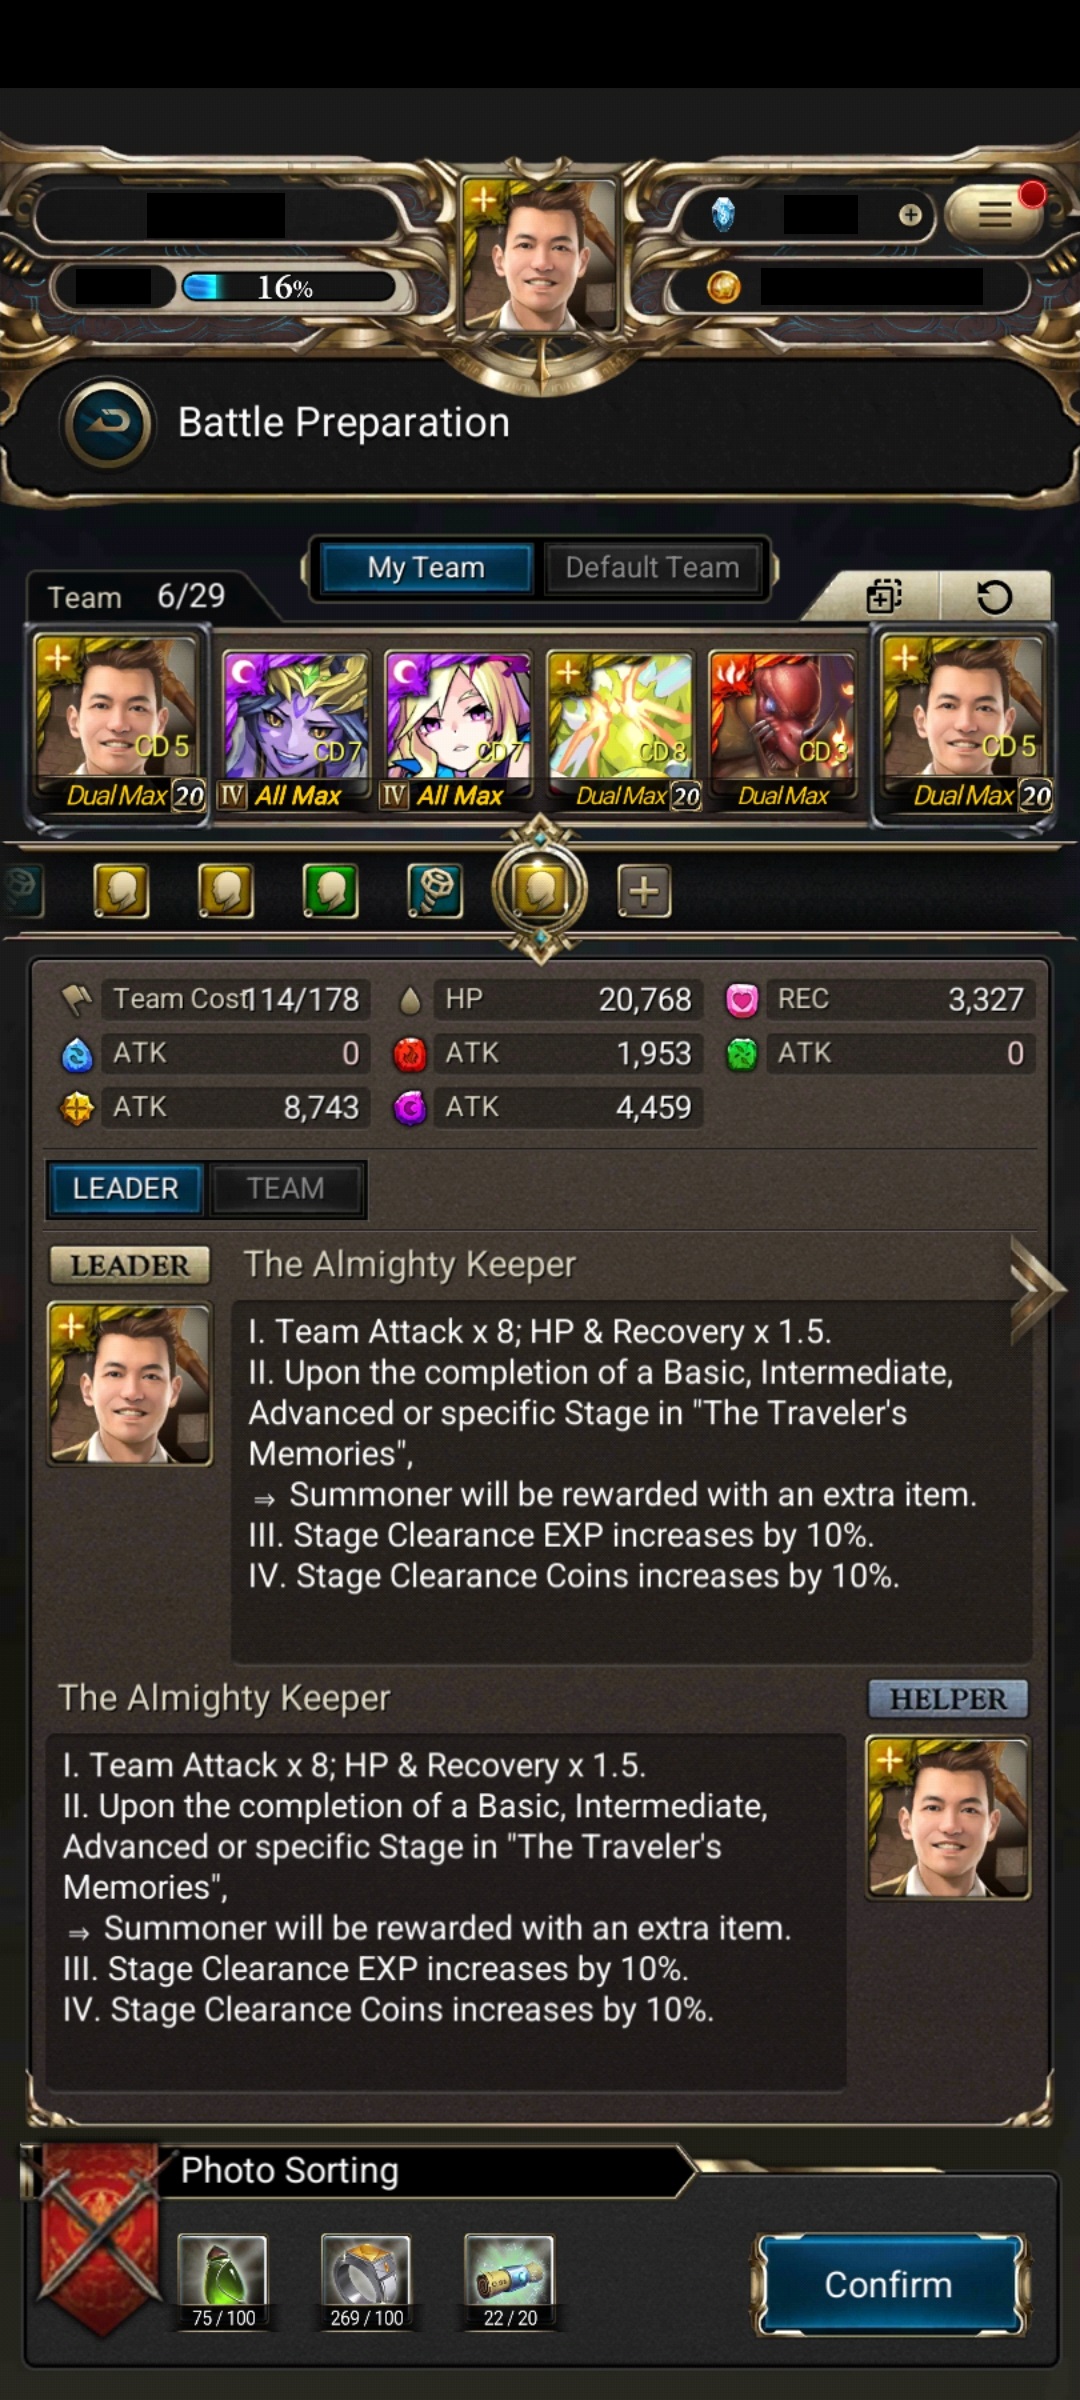 16%
Battle Preparation
My Team
Default Team
Team 6/29
CD 5
CD 7
CD 7
CD 8
CD 3
CD 5
Dual Max 20
IV All Max
IV All Max
Dual Max 20
Dual Max
Dual Max 20
Team Cost 114/178
HP 20,768
REC 3,327
ATK 0
ATK 1,953
ATK 0
ATK 8,743
ATK 4,459
LEADER
TEAM
LEADER
The Almighty Keeper
I. Team Attack x 8; HP & Recovery x 1.5.
II. Upon the completion of a Basic, Intermediate,
Advanced or specific Stage in "The Traveler's
Memories",
⇒ Summoner will be rewarded with an extra item.
III. Stage Clearance EXP increases by 10%.
IV. Stage Clearance Coins increases by 10%.
The Almighty Keeper
HELPER
I. Team Attack x 8; HP & Recovery x 1.5.
II. Upon the completion of a Basic, Intermediate,
Advanced or specific Stage in "The Traveler's
Memories",
⇒ Summoner will be rewarded with an extra item.
III. Stage Clearance EXP increases by 10%.
IV. Stage Clearance Coins increases by 10%.
Photo Sorting
75 / 100
269 / 100
22 / 20
Confirm